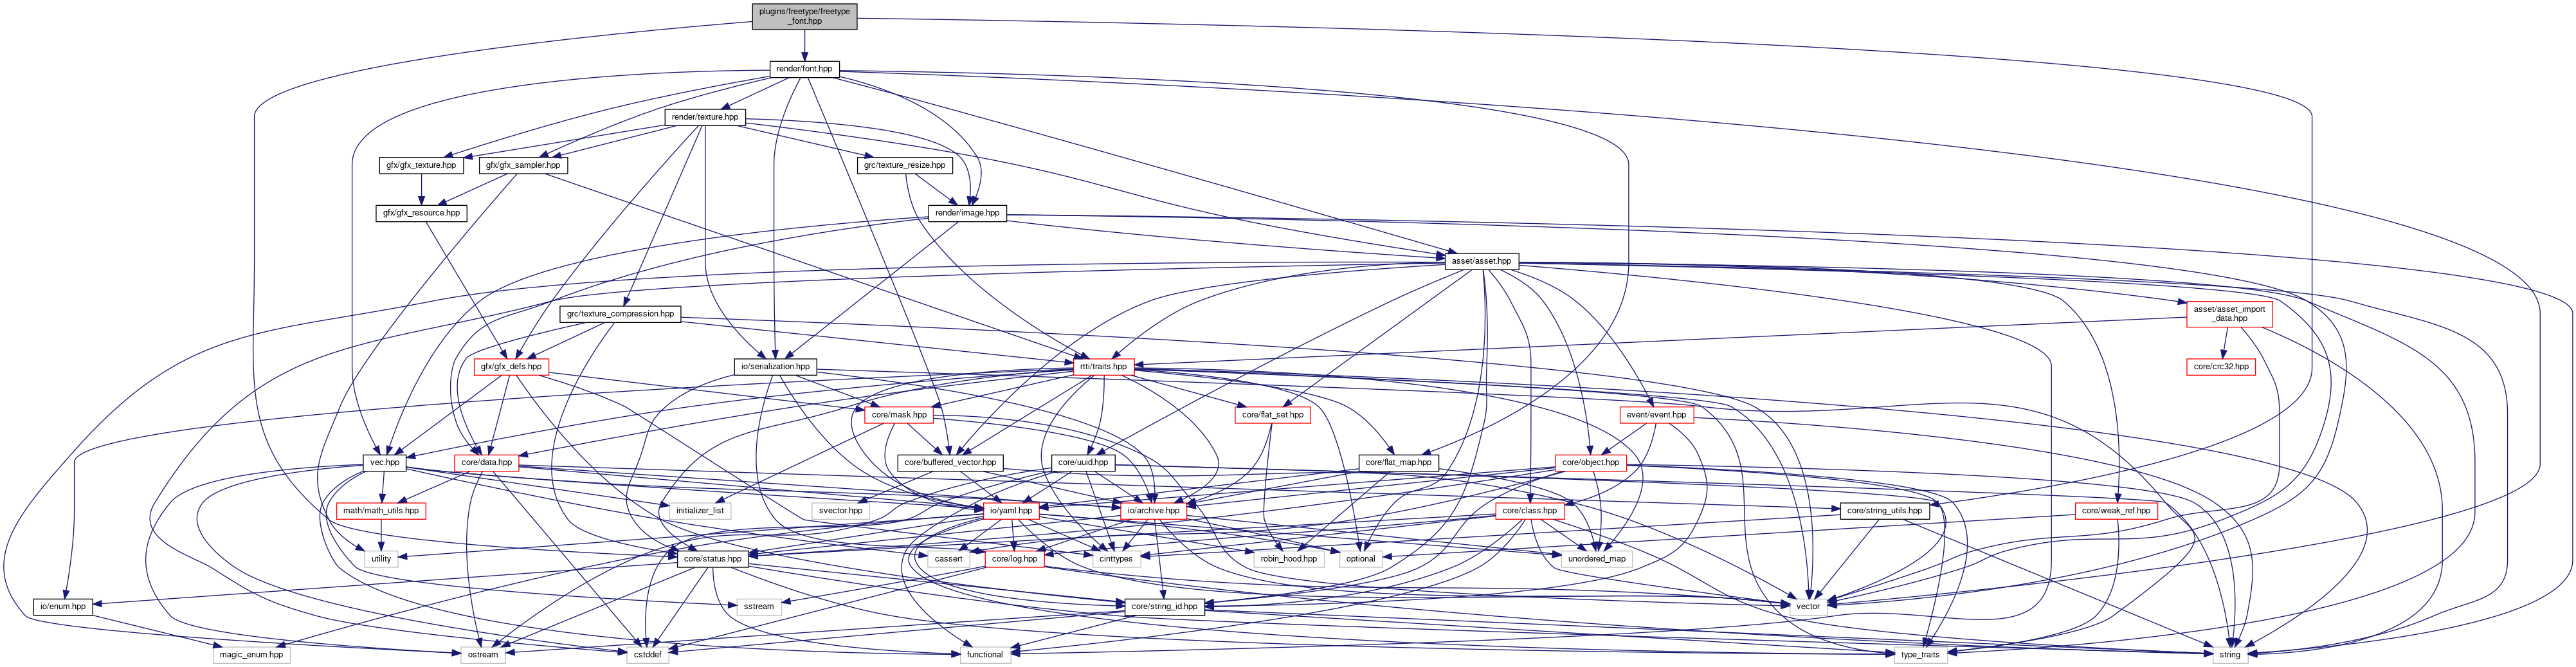 plugins/freetype/freetype
_font.hpp
render/font.hpp
render/texture.hpp
gfx/gfx_texture.hpp
gfx/gfx_sampler.hpp
grc/texture_resize.hpp
gfx/gfx_resource.hpp
render/image.hpp
asset/asset.hpp
grc/texture_compression.hpp
asset/asset_import
_data.hpp
gfx/gfx_defs.hpp
io/serialization.hpp
rtti/traits.hpp
core/crc32.hpp
core/mask.hpp
core/flat_set.hpp
event/event.hpp
vec.hpp
core/data.hpp
core/buffered_vector.hpp
core/uuid.hpp
core/flat_map.hpp
core/object.hpp
math/math_utils.hpp
initializer_list
svector.hpp
io/yaml.hpp
io/archive.hpp
core/class.hpp
core/string_utils.hpp
core/weak_ref.hpp
utility
core/status.hpp
cassert
core/log.hpp
cinttypes
robin_hood.hpp
optional
unordered_map
io/enum.hpp
sstream
core/string_id.hpp
vector
magic_enum.hpp
ostream
cstddef
functional
type_traits
string